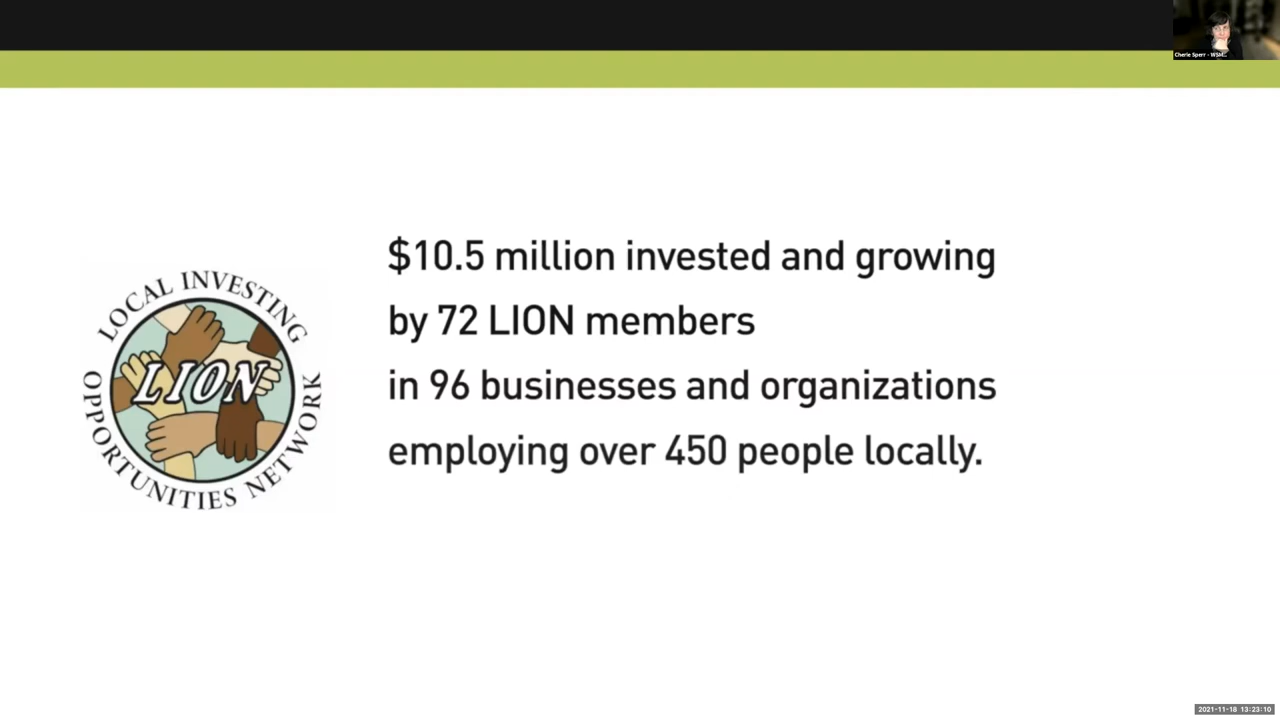 Cherie Sperr - WSM...
LOCAL INVESTING
LION
OPPORTUNITIES NETWORK
$10.5 million invested and growing
by 72 LION members
in 96 businesses and organizations
employing over 450 people locally.
2021-11-18 13:23:10